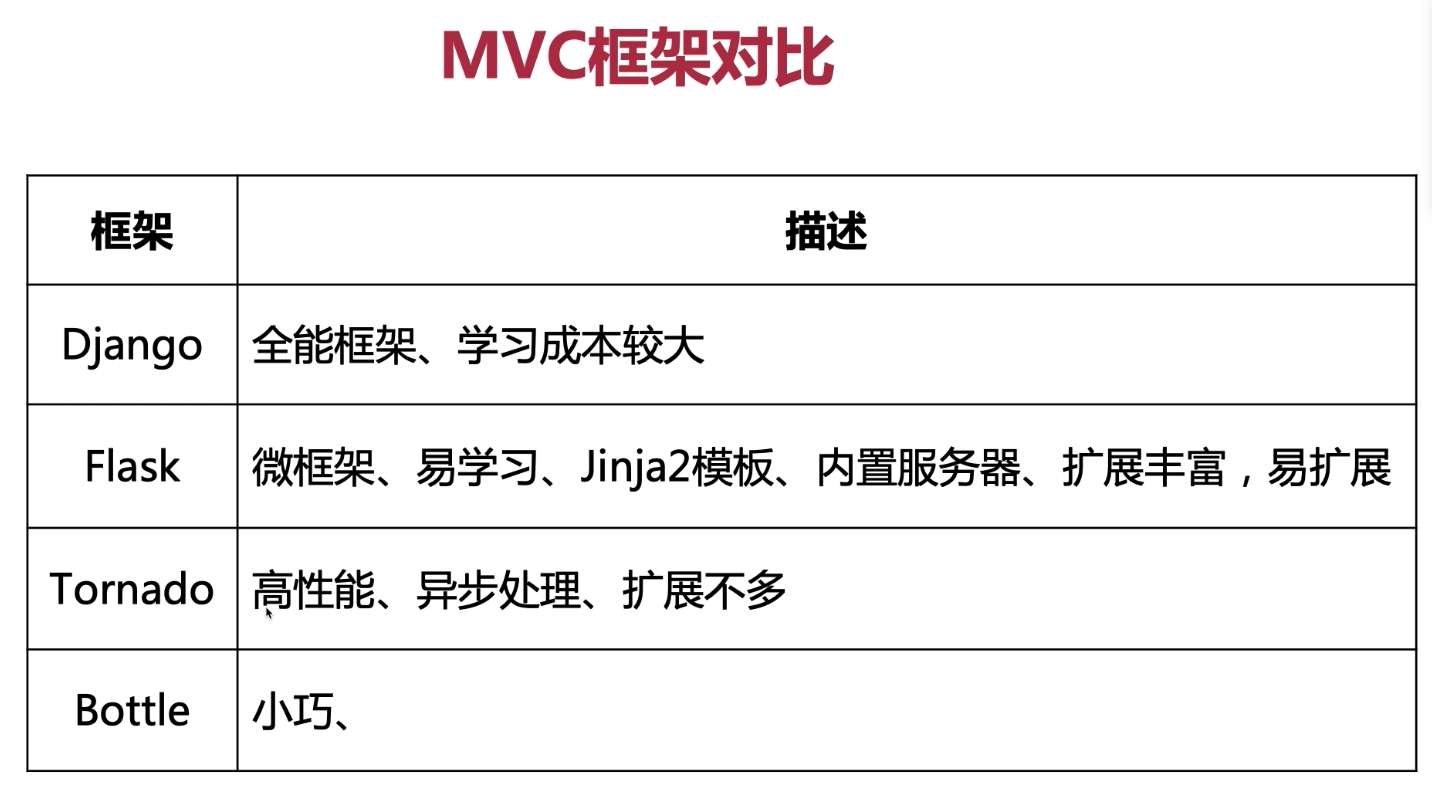 MVC框架对比
框架 描述
Django 全能框架、学习成本较大
Flask 微框架、易学习、Jinja2模板、内置服务器、扩展丰富，易扩展
Tornado 高性能、异步处理、扩展不多
Bottle 小巧、